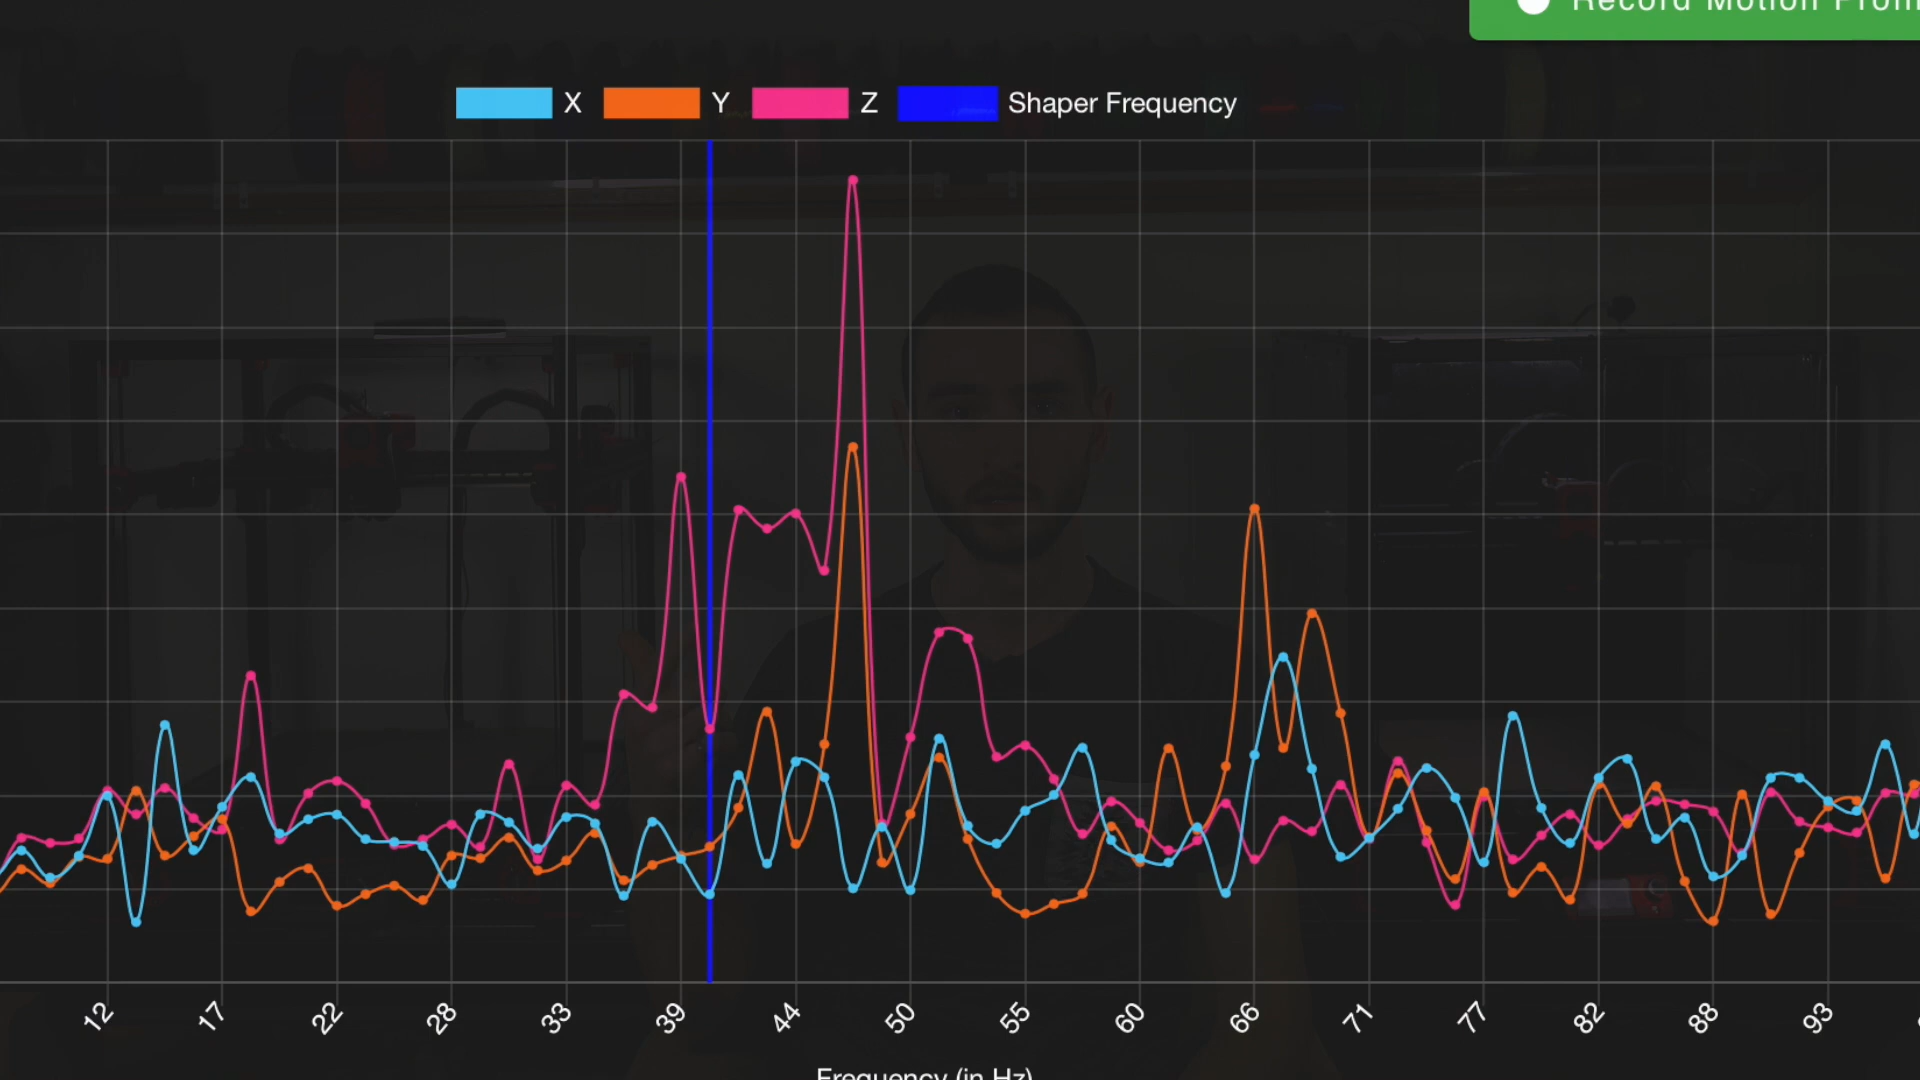 Record Motion From
X Y Z Shaper Frequency
12 17 22 28 33 39 44 50 55 60 66 71 77 82 88 93
Frequency (in Hz)